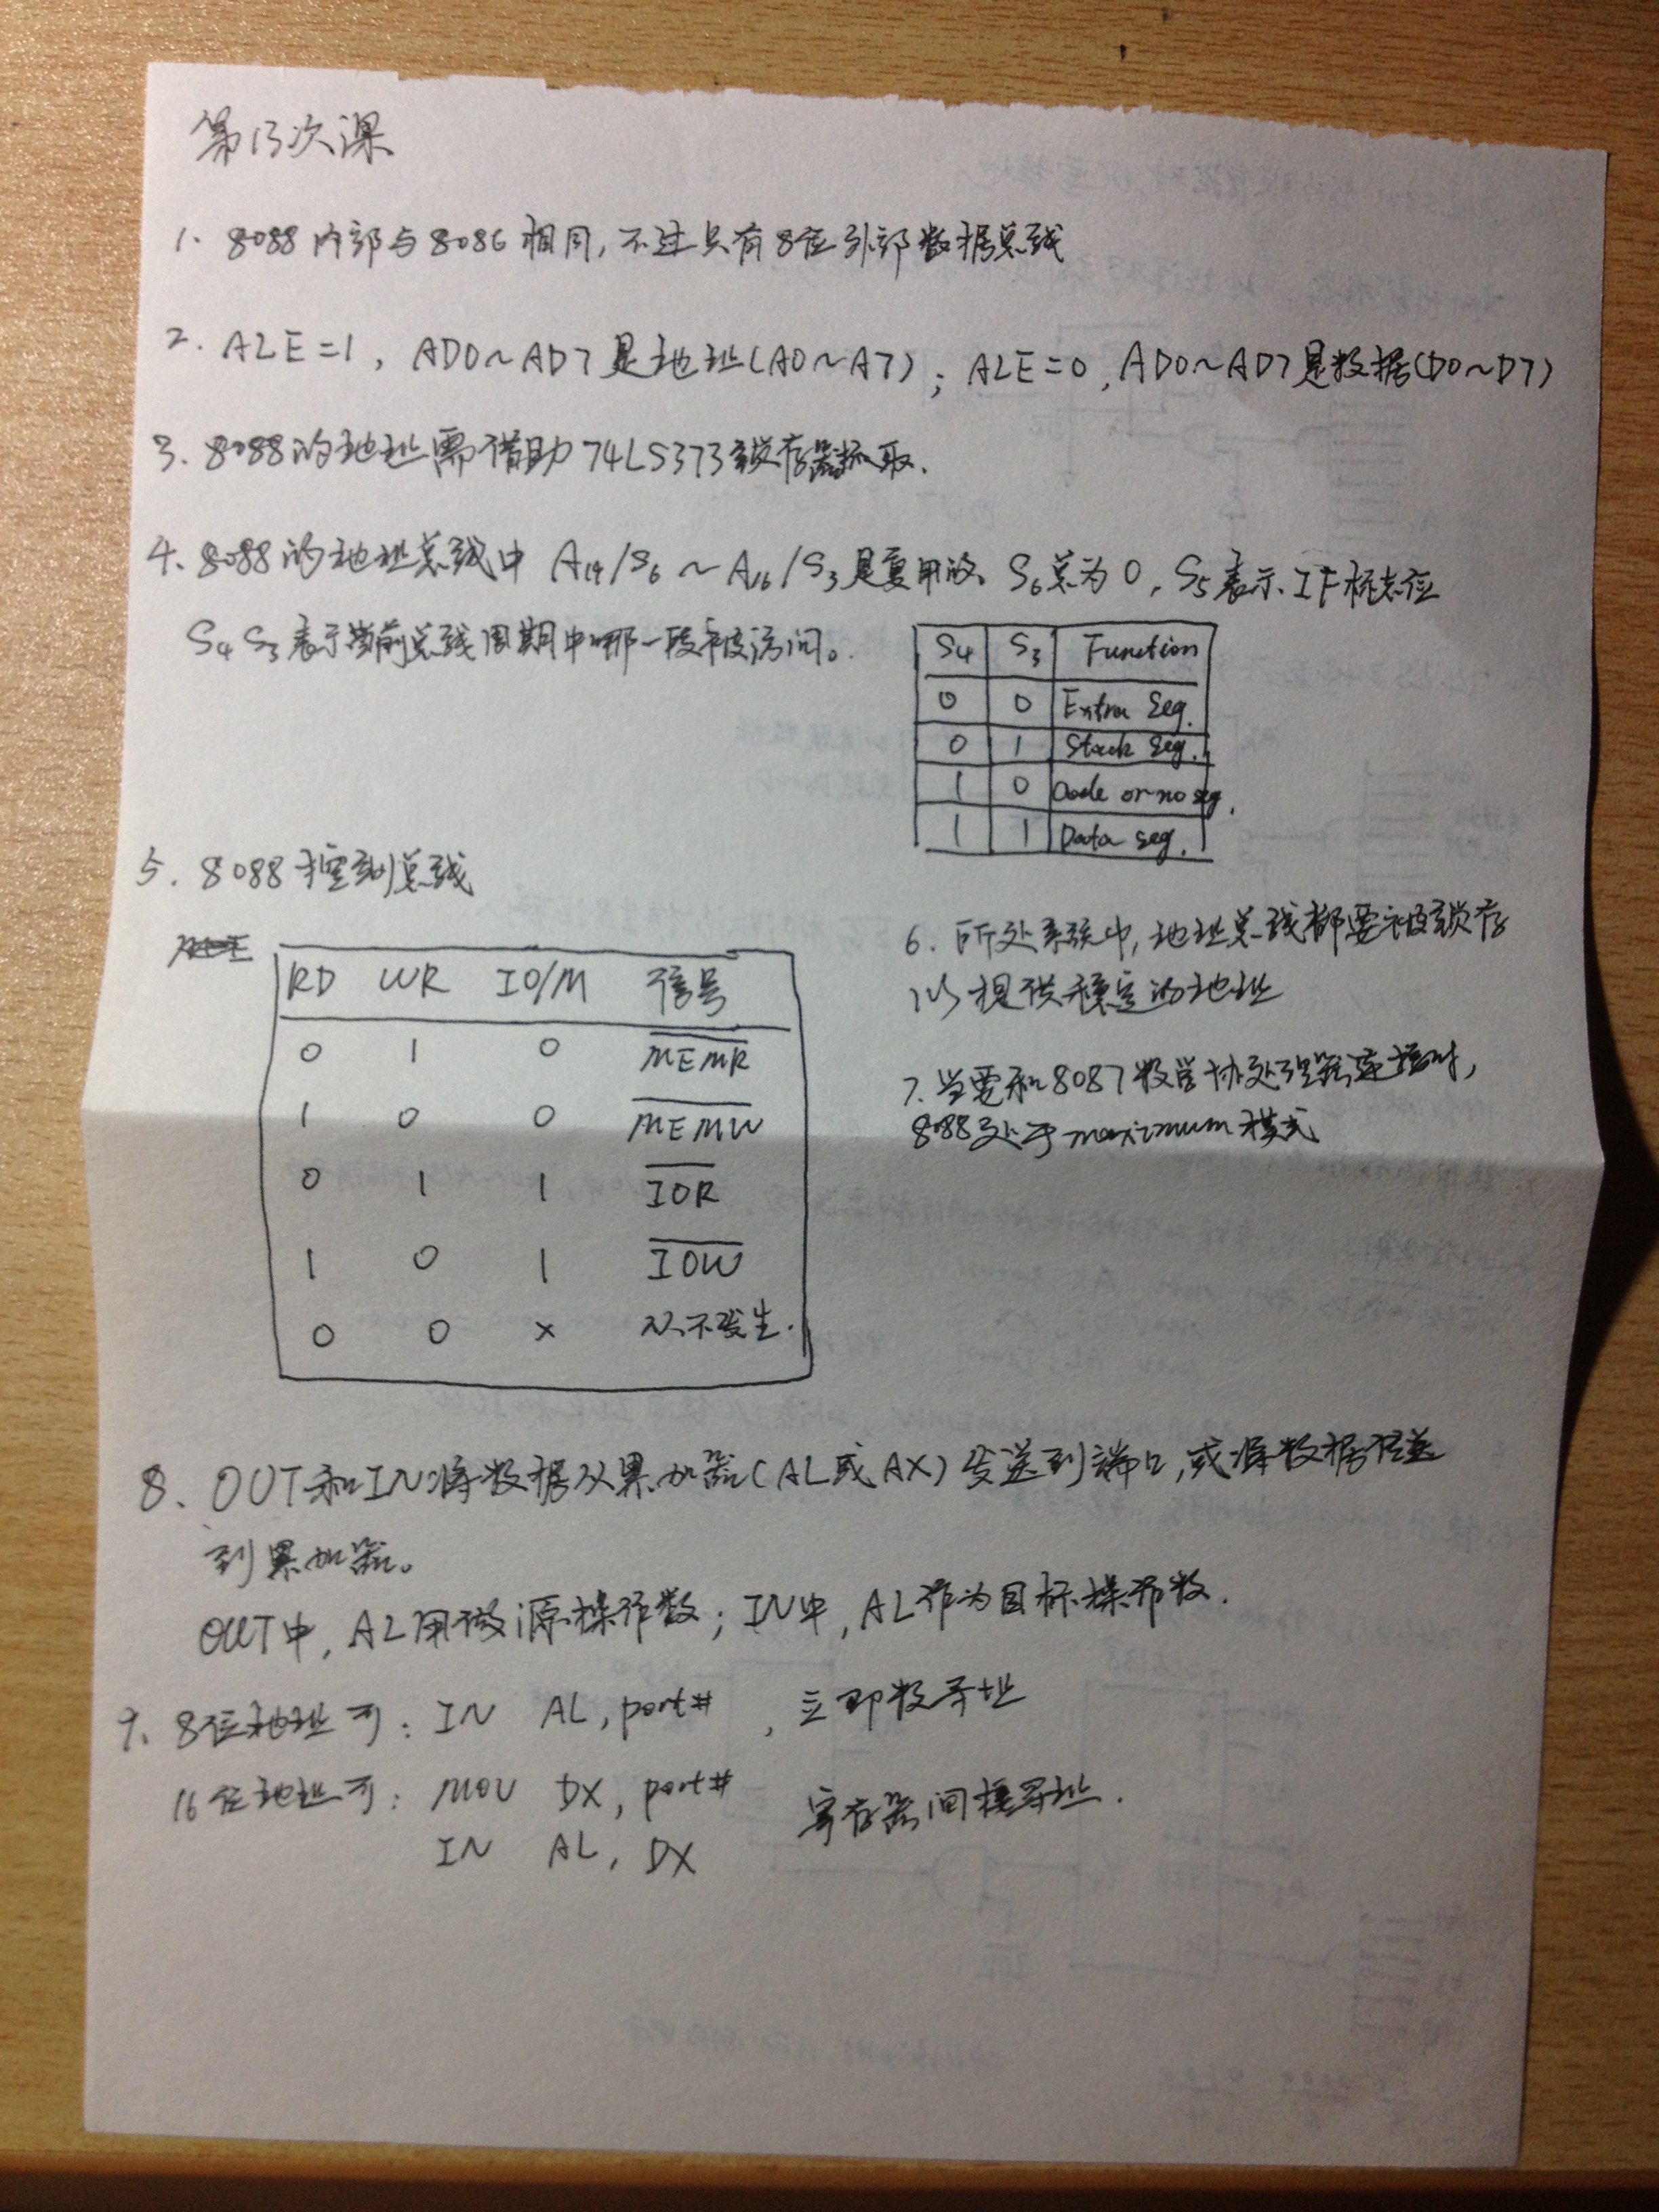 第13次课
1. 8088内部与8086相同,不过只有8位外部数据总线
2. ALE=1, AD0~AD7是地址(A0~A7); ALE=0, AD0~AD7是数据(D0~D7)
3. 8088的地址需借助74LS373锁存器抓取.
4. 8088的地址总线中 A19/S6 ~ A16/S3是复用的. S6总为0, S5表示IF标志位
S4 S3表示当前总线周期中哪一段被访问。
S4 S3 Function
0 0 Extra Seg.
0 1 Stack Seg.
1 0 Code or no seg.
1 1 Data seg.
5. 8088控制总线
RD WR IO/M 信号
0 1 0 MEMR
1 0 0 MEMW
0 1 1 IOR
1 0 1 IOW
0 0 × 从不发生.
6. 所处系统中,地址总线都要被锁存
以提供稳定的地址
7. 当要和8087数学协处理器连接时,
8088处于maximum模式
8. OUT和IN将数据从累加器(AL或AX)发送到端口,或将数据传送
到累加器。
OUT中, AL用做源操作数; IN中, AL作为目标操作数.
9. 8位地址可: IN AL, port# , 立即数寻址
16位地址可: MOV DX, port#
IN AL, DX 寄存器间接寻址.